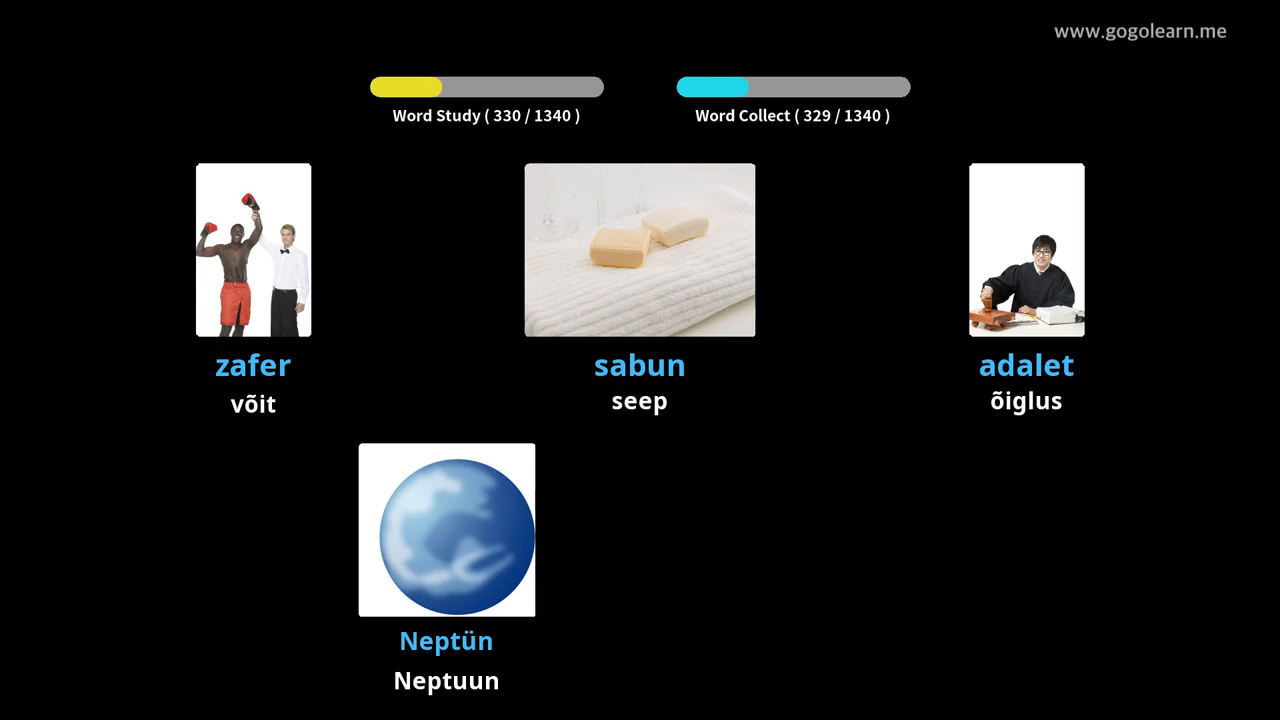 www.gogolearn.me
Word Study ( 330 / 1340 )
Word Collect ( 329 / 1340 )
zafer
võit
sabun
seep
adalet
õiglus
Neptün
Neptuun